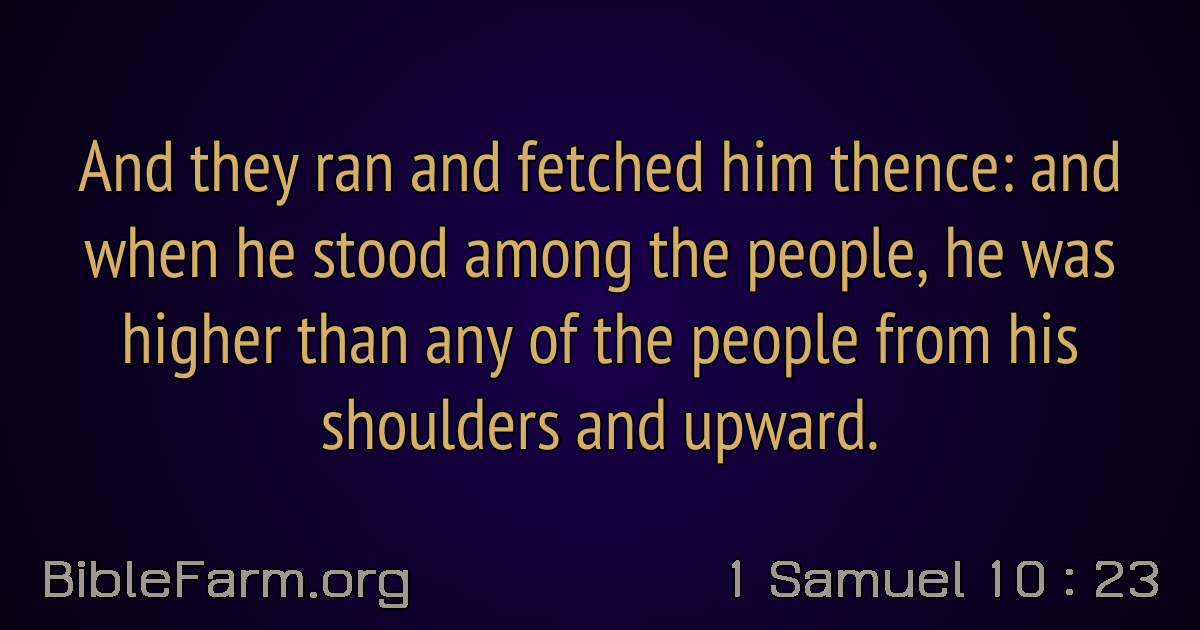 And they ran and fetched him thence: and
when he stood among the people, he was
higher than any of the people from his
shoulders and upward.
BibleFarm.org
1 Samuel 10 : 23